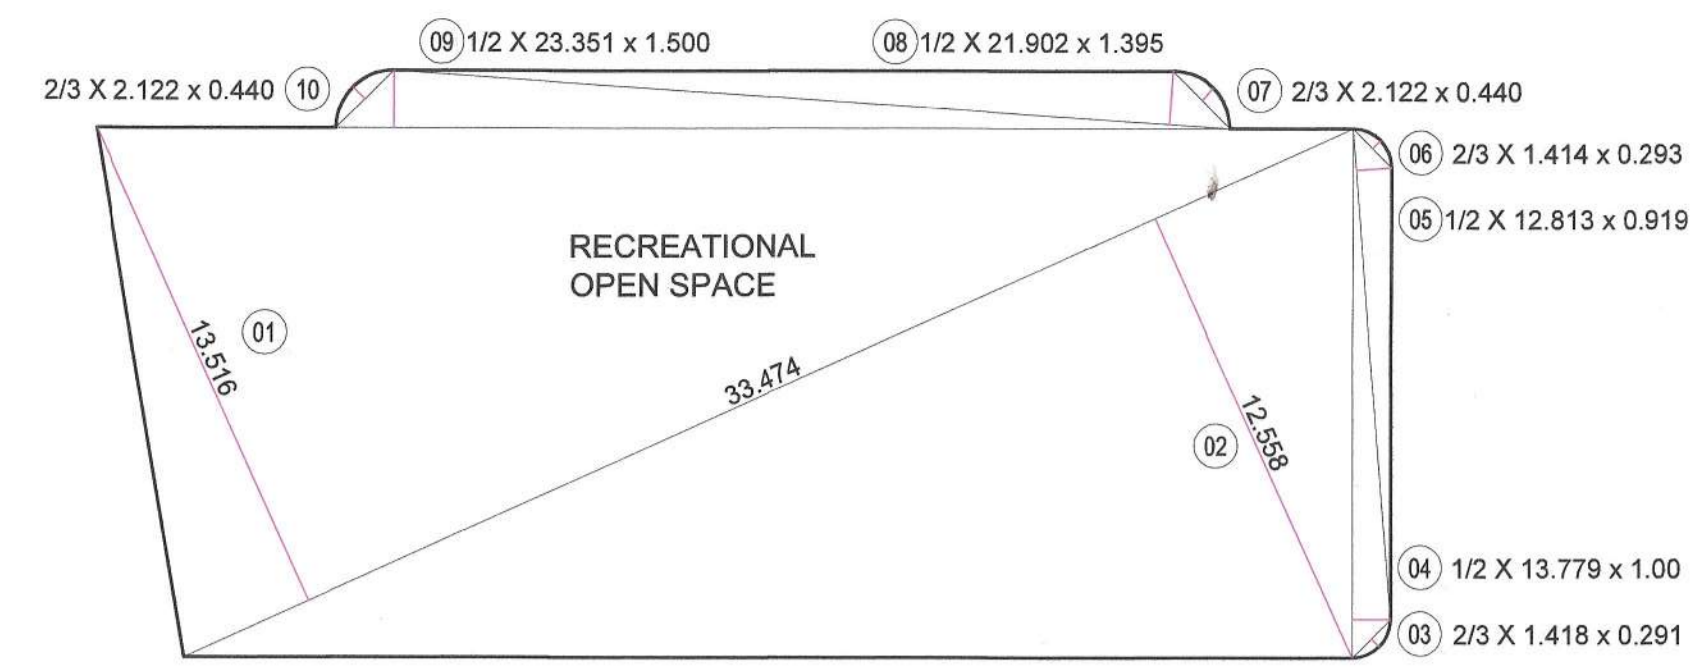 09 1/2 X 23.351 x 1.500
08 1/2 X 21.902 x 1.395
2/3 X 2.122 x 0.440 10
07 2/3 X 2.122 x 0.440
06 2/3 X 1.414 x 0.293
05 1/2 X 12.813 x 0.919
RECREATIONAL
OPEN SPACE
01
13.516
33.474
12.558
02
04 1/2 X 13.779 x 1.00
03 2/3 X 1.418 x 0.291